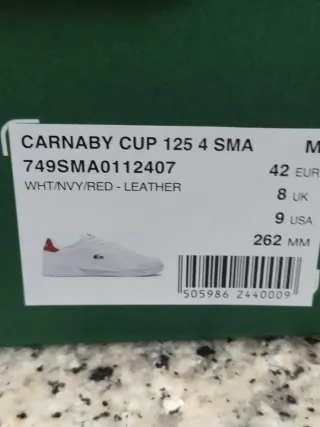 CARNABY CUP 125 4 SMA M
749SMA0112407
WHT/NVY/RED - LEATHER
42 EUR
8 UK
9 USA
262 MM
505986 2440009